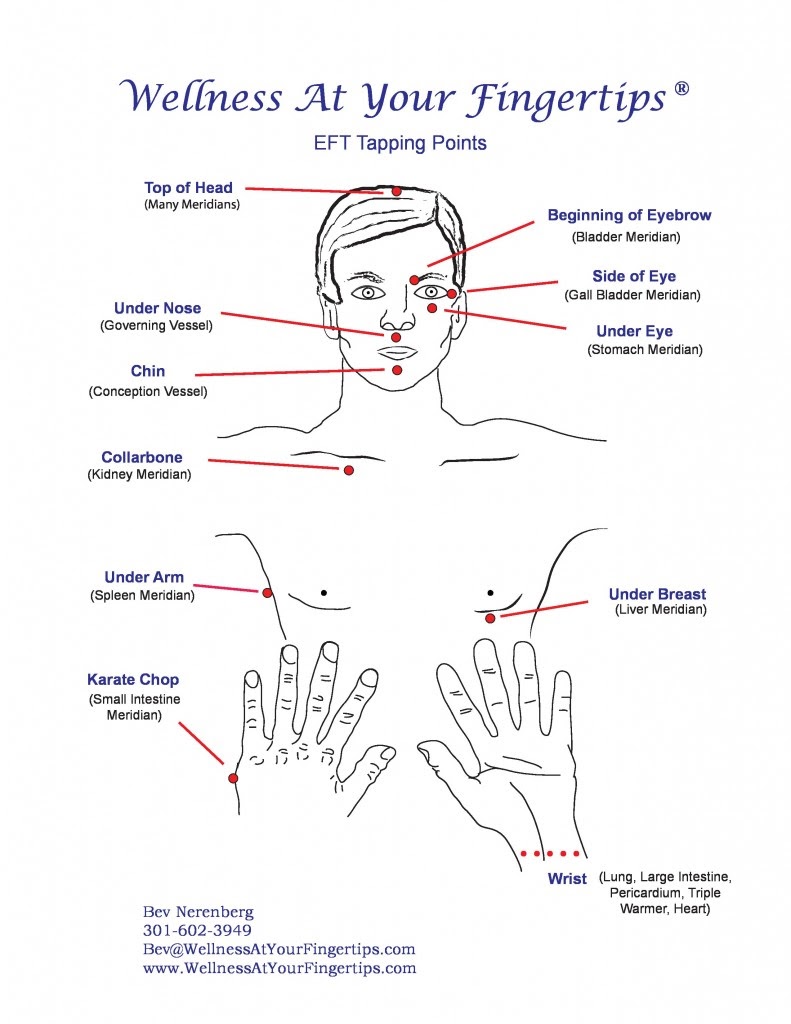 Wellness At Your Fingertips ®
EFT Tapping Points
Top of Head
(Many Meridians)
Beginning of Eyebrow
(Bladder Meridian)
Side of Eye
(Gall Bladder Meridian)
Under Nose
(Governing Vessel)
Under Eye
(Stomach Meridian)
Chin
(Conception Vessel)
Collarbone
(Kidney Meridian)
Under Arm
(Spleen Meridian)
Under Breast
(Liver Meridian)
Karate Chop
(Small Intestine
Meridian)
Wrist (Lung, Large Intestine,
Pericardium, Triple
Warmer, Heart)
Bev Nerenberg
301-602-3949
Bev@WellnessAtYourFingertips.com
www.WellnessAtYourFingertips.com